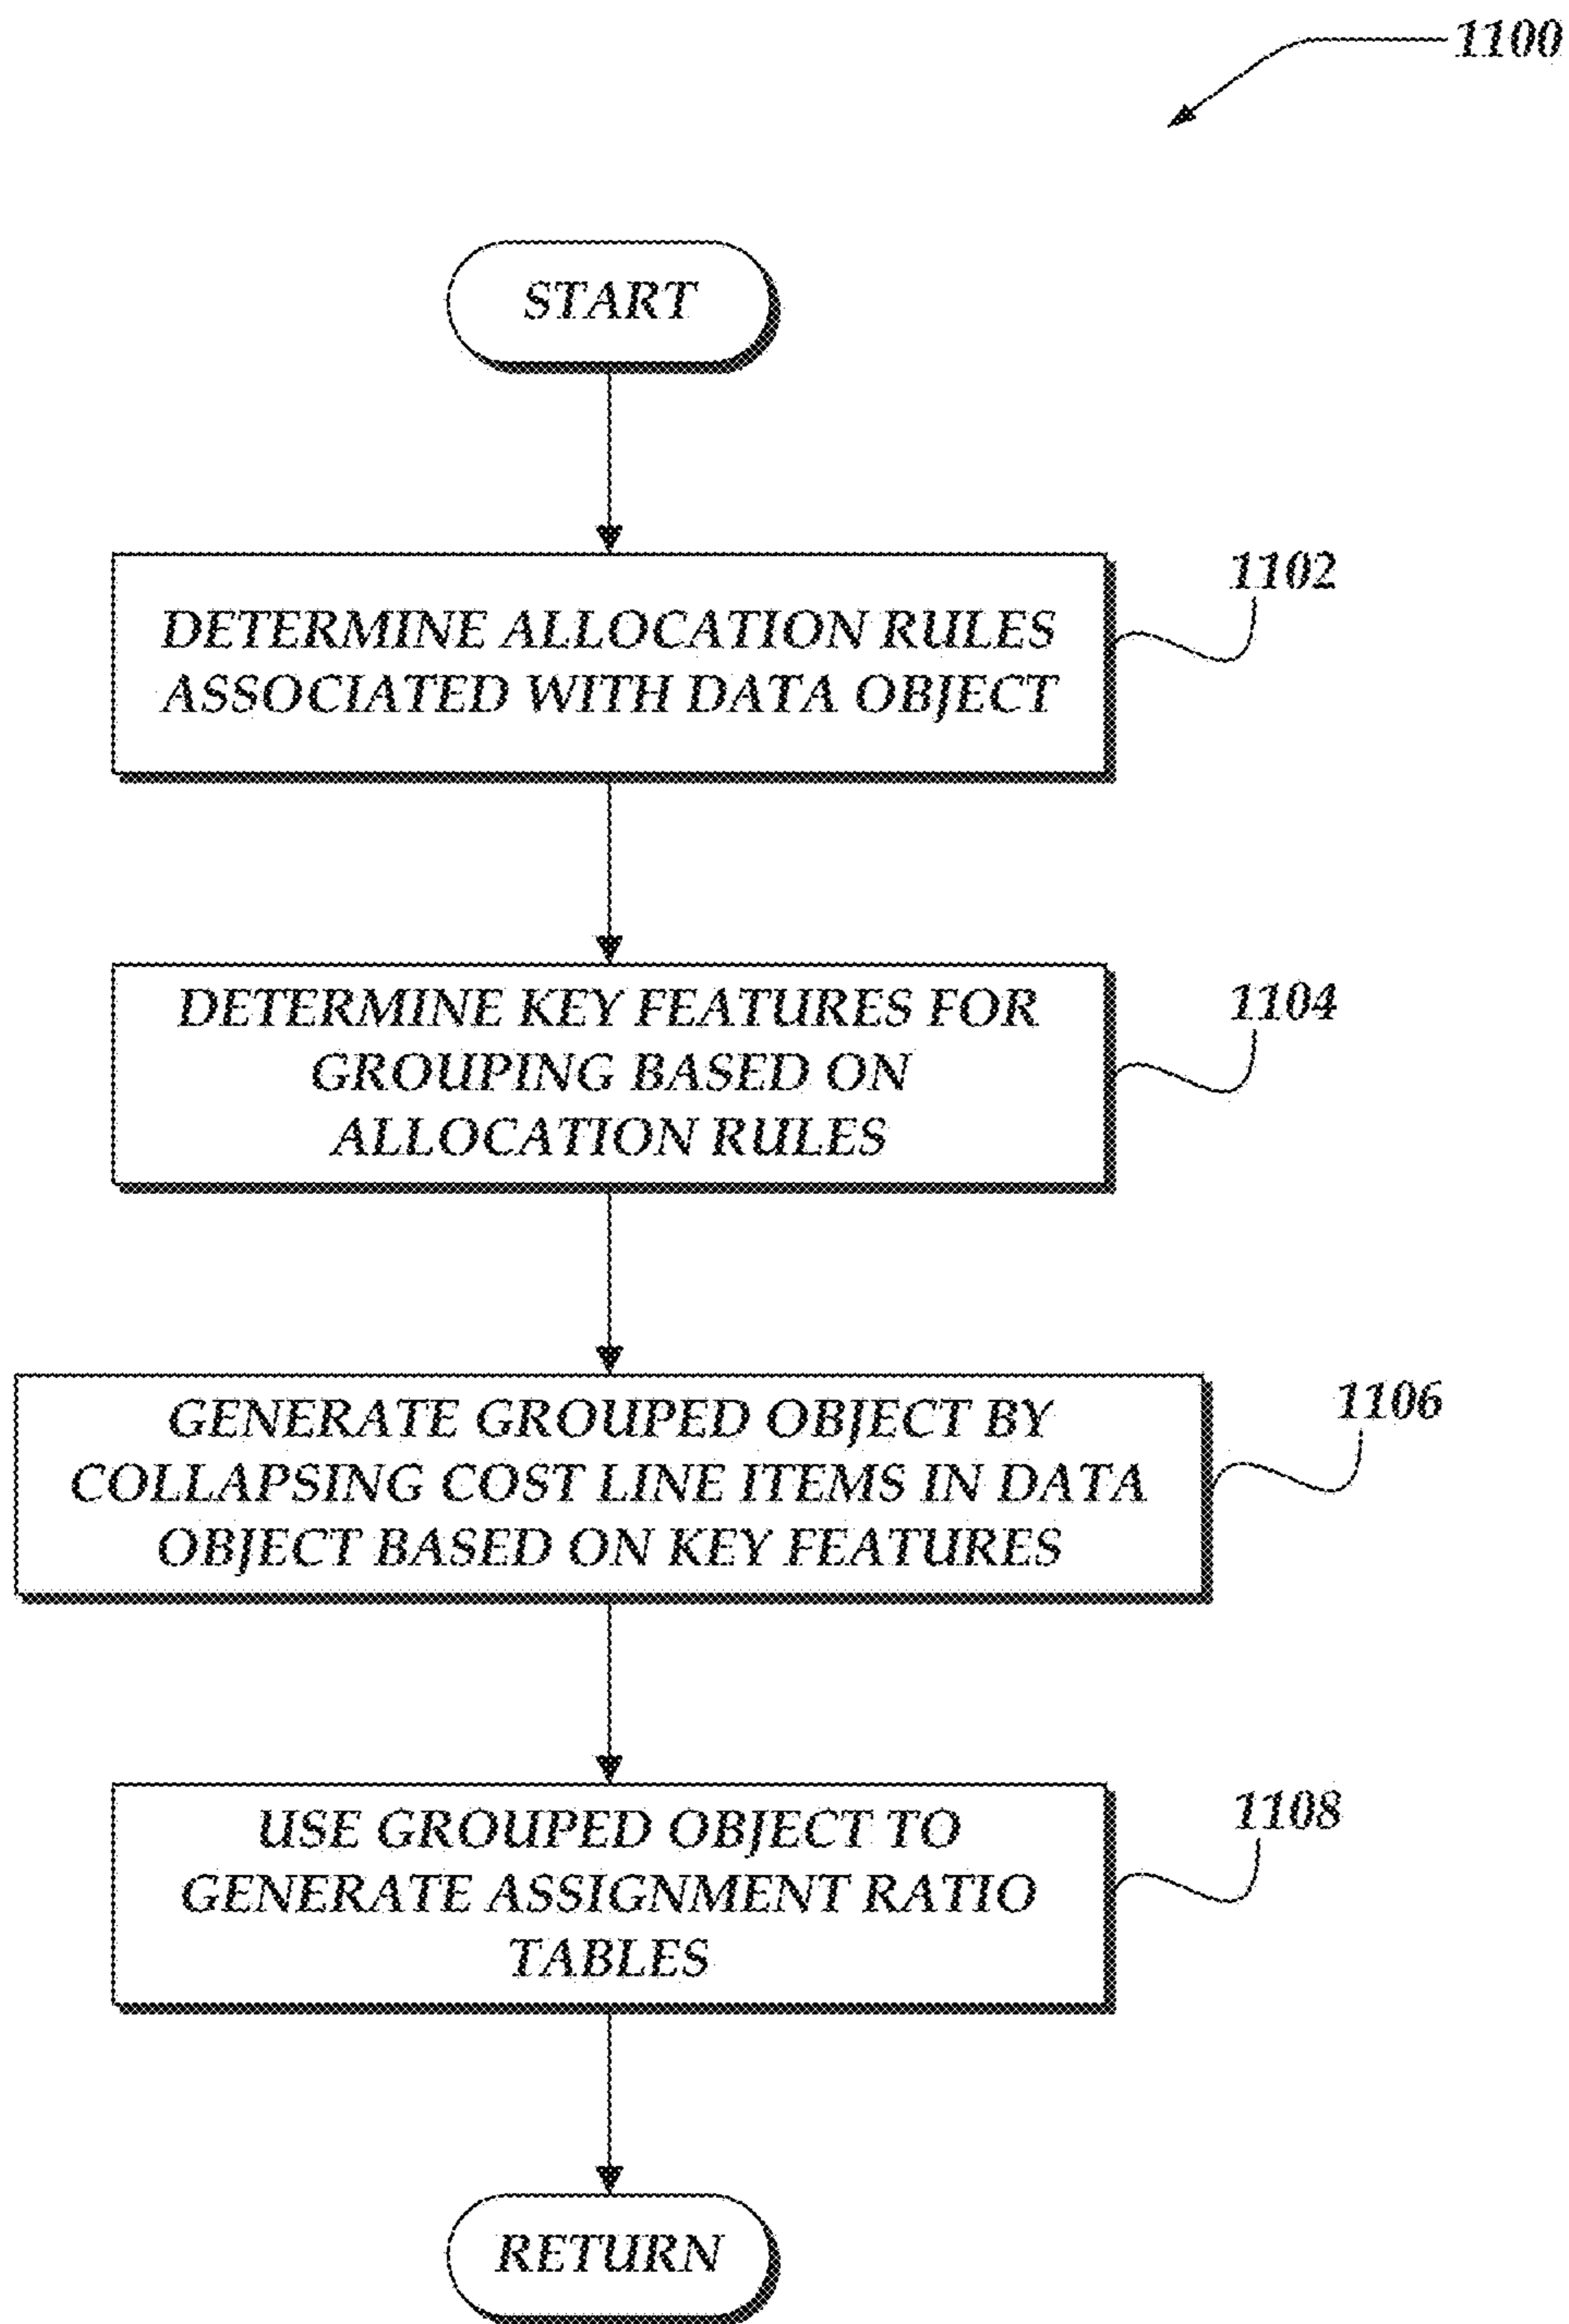 1100
START
1102
DETERMINE ALLOCATION RULES
ASSOCIATED WITH DATA OBJECT
1104
DETERMINE KEY FEATURES FOR
GROUPING BASED ON
ALLOCATION RULES
1106
GENERATE GROUPED OBJECT BY
COLLAPSING COST LINE ITEMS IN DATA
OBJECT BASED ON KEY FEATURES
1108
USE GROUPED OBJECT TO
GENERATE ASSIGNMENT RATIO
TABLES
RETURN